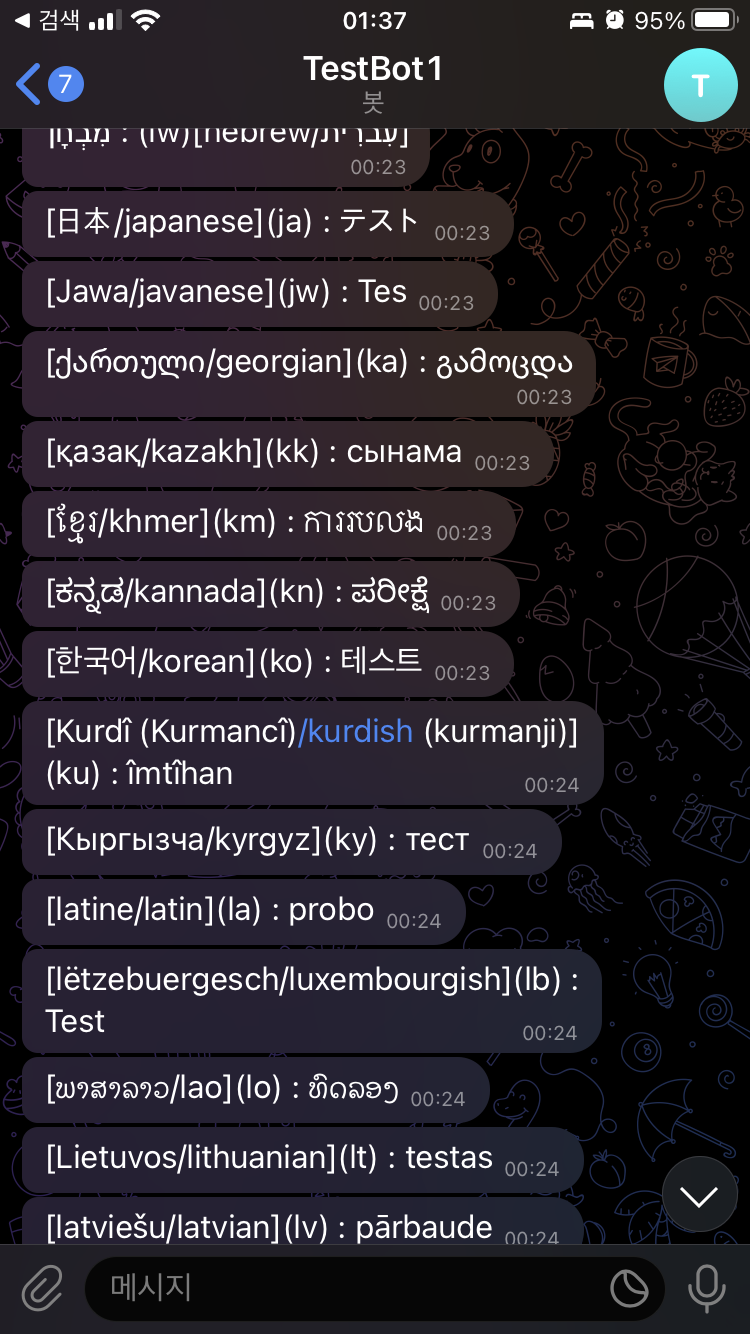 검색
01:37
95%
7
TestBot1
봇
T
[עִברִית/hebrew](iw) : מִבְחָן
00:23
[日本/japanese](ja) : テスト 00:23
[Jawa/javanese](jw) : Tes 00:23
[ქართული/georgian](ka) : გამოცდა
00:23
[қазақ/kazakh](kk) : сынама 00:23
[ខ្មែរ/khmer](km) : ការរបលង 00:23
[ಕನ್ನಡ/kannada](kn) : ಪರೀಕ್ಷೆ 00:23
[한국어/korean](ko) : 테스트 00:23
[Kurdî (Kurmancî)/kurdish (kurmanji)]
(ku) : îmtîhan 00:24
[Кыргызча/kyrgyz](ky) : тест 00:24
[latine/latin](la) : probo 00:24
[lëtzebuergesch/luxembourgish](lb) :
Test 00:24
[ພາສາລາວ/lao](lo) : ທົດລອງ 00:24
[Lietuvos/lithuanian](lt) : testas 00:24
[latviešu/latvian](lv) : pārbaude 00:24
메시지